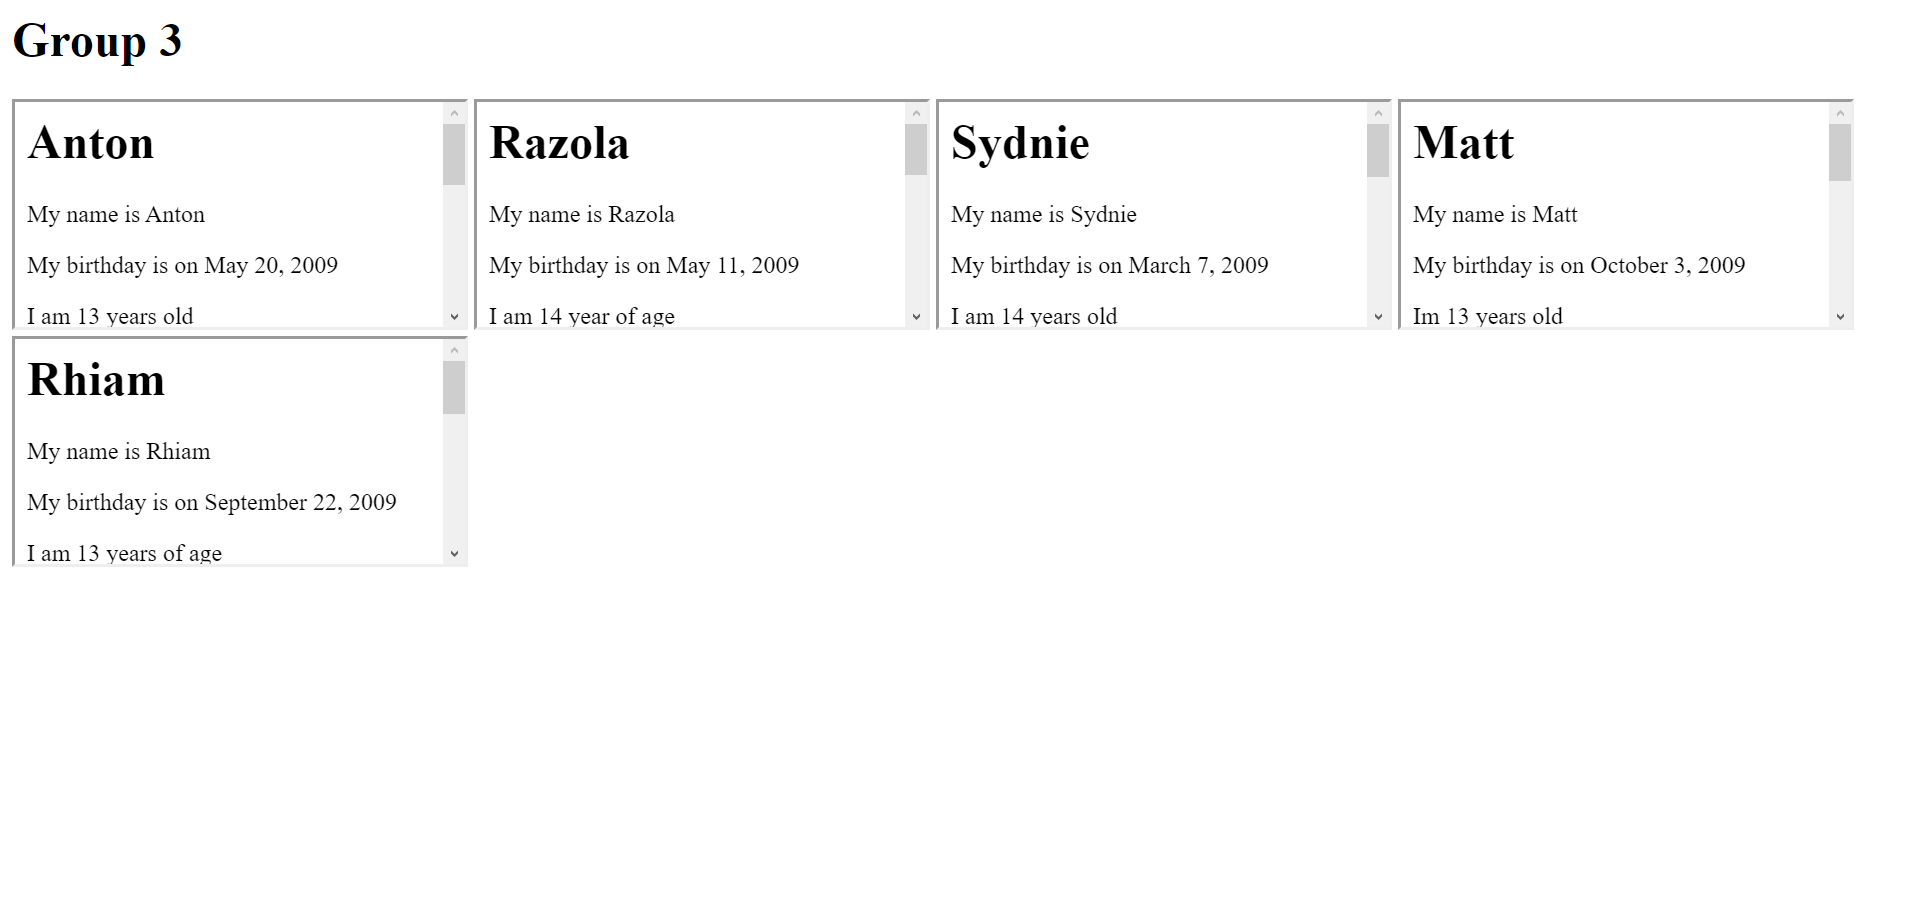 Group 3
Anton
My name is Anton
My birthday is on May 20, 2009
I am 13 years old
Razola
My name is Razola
My birthday is on May 11, 2009
I am 14 year of age
Sydnie
My name is Sydnie
My birthday is on March 7, 2009
I am 14 years old
Matt
My name is Matt
My birthday is on October 3, 2009
Im 13 years old
Rhiam
My name is Rhiam
My birthday is on September 22, 2009
I am 13 years of age